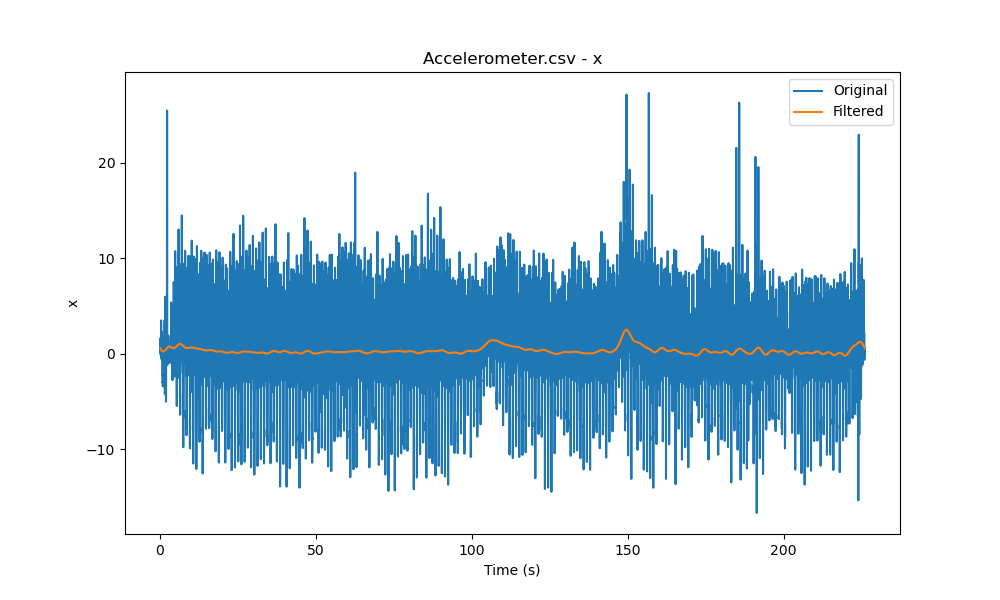 Accelerometer.csv - x
Original
Filtered
20
10
0
−10
x
0 50 100 150 200
Time (s)